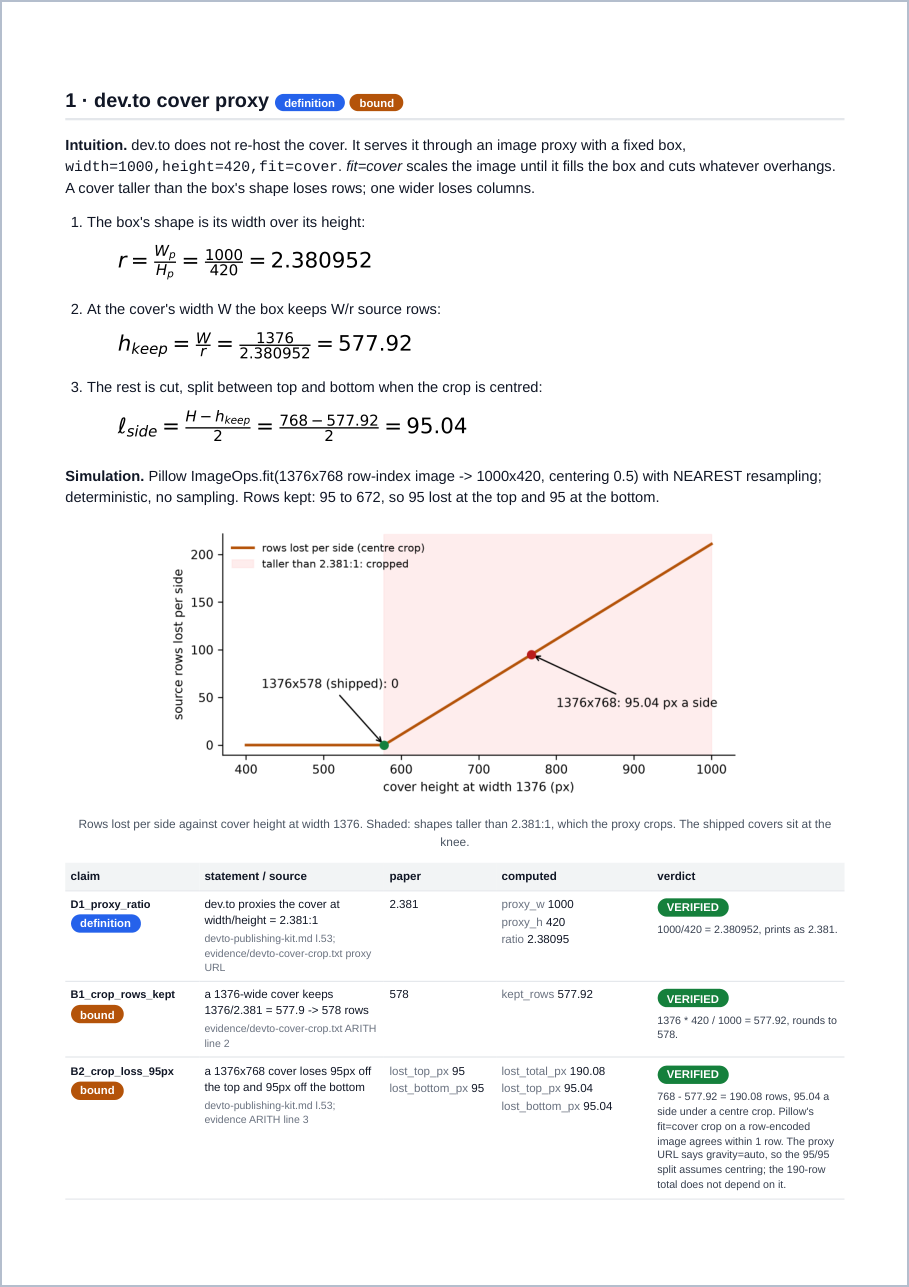 1 · dev.to cover proxy definition bound
Intuition. dev.to does not re-host the cover. It serves it through an image proxy with a fixed box,
width=1000,height=420,fit=cover. fit=cover scales the image until it fills the box and cuts whatever overhangs.
A cover taller than the box's shape loses rows; one wider loses columns.
1. The box's shape is its width over its height:
r = W_p/H_p = 1000/420 = 2.380952
2. At the cover's width W the box keeps W/r source rows:
h_keep = W/r = 1376/2.380952 = 577.92
3. The rest is cut, split between top and bottom when the crop is centred:
ℓ_side = H − h_keep/2 = 768 − 577.92/2 = 95.04
Simulation. Pillow ImageOps.fit(1376x768 row-index image -> 1000x420, centering 0.5) with NEAREST resampling;
deterministic, no sampling. Rows kept: 95 to 672, so 95 lost at the top and 95 at the bottom.
rows lost per side (centre crop)
taller than 2.381:1: cropped
source rows lost per side
200
150
100
50
0
1376x578 (shipped): 0
1376x768: 95.04 px a side
400 500 600 700 800 900 1000
cover height at width 1376 (px)
Rows lost per side against cover height at width 1376. Shaded: shapes taller than 2.381:1, which the proxy crops. The shipped covers sit at the
knee.
claim statement / source paper computed verdict
D1_proxy_ratio
definition
dev.to proxies the cover at
width/height = 2.381:1
devto-publishing-kit.md l.53;
evidence/devto-cover-crop.txt proxy
URL
2.381
proxy_w 1000
proxy_h 420
ratio 2.38095
VERIFIED
1000/420 = 2.380952, prints as 2.381.
B1_crop_rows_kept
bound
a 1376-wide cover keeps
1376/2.381 = 577.9 -> 578 rows
evidence/devto-cover-crop.txt ARITH
line 2
578
kept_rows 577.92
VERIFIED
1376 * 420 / 1000 = 577.92, rounds to
578.
B2_crop_loss_95px
bound
a 1376x768 cover loses 95px off
the top and 95px off the bottom
devto-publishing-kit.md l.53;
evidence ARITH line 3
lost_top_px 95
lost_bottom_px 95
lost_total_px 190.08
lost_top_px 95.04
lost_bottom_px 95.04
VERIFIED
768 - 577.92 = 190.08 rows, 95.04 a
side under a centre crop. Pillow's
fit=cover crop on a row-encoded
image agrees within 1 row. The proxy
URL says gravity=auto, so the 95/95
split assumes centring; the 190-row
total does not depend on it.